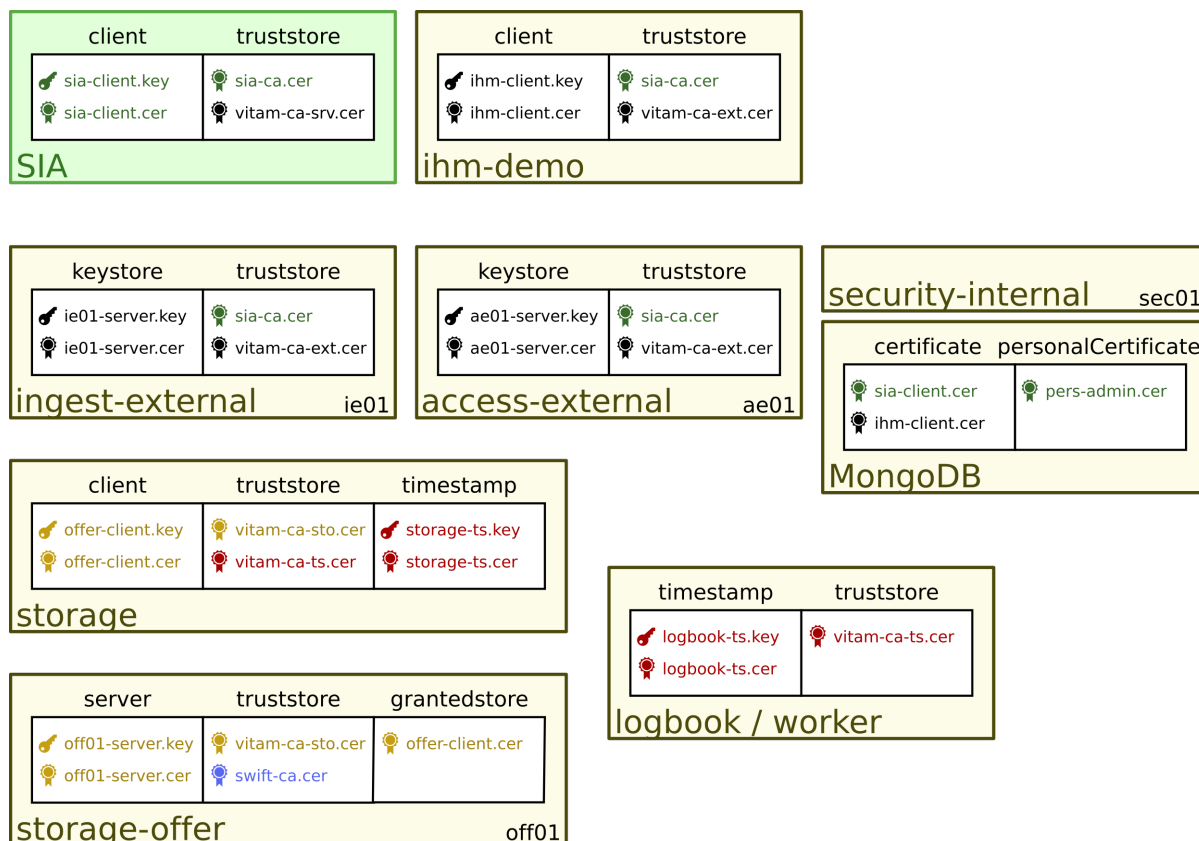 client truststore
sia-client.key sia-ca.cer
sia-client.cer vitam-ca-srv.cer
SIA
client truststore
ihm-client.key sia-ca.cer
ihm-client.cer vitam-ca-ext.cer
ihm-demo
keystore truststore
ie01-server.key sia-ca.cer
ie01-server.cer vitam-ca-ext.cer
ingest-external ie01
keystore truststore
ae01-server.key sia-ca.cer
ae01-server.cer vitam-ca-ext.cer
access-external ae01
security-internal sec01
certificate personalCertificate
sia-client.cer pers-admin.cer
ihm-client.cer
MongoDB
client truststore timestamp
offer-client.key vitam-ca-sto.cer storage-ts.key
offer-client.cer vitam-ca-ts.cer storage-ts.cer
storage
timestamp truststore
logbook-ts.key vitam-ca-ts.cer
logbook-ts.cer
logbook / worker
server truststore grantedstore
off01-server.key vitam-ca-sto.cer offer-client.cer
off01-server.cer swift-ca.cer
storage-offer off01